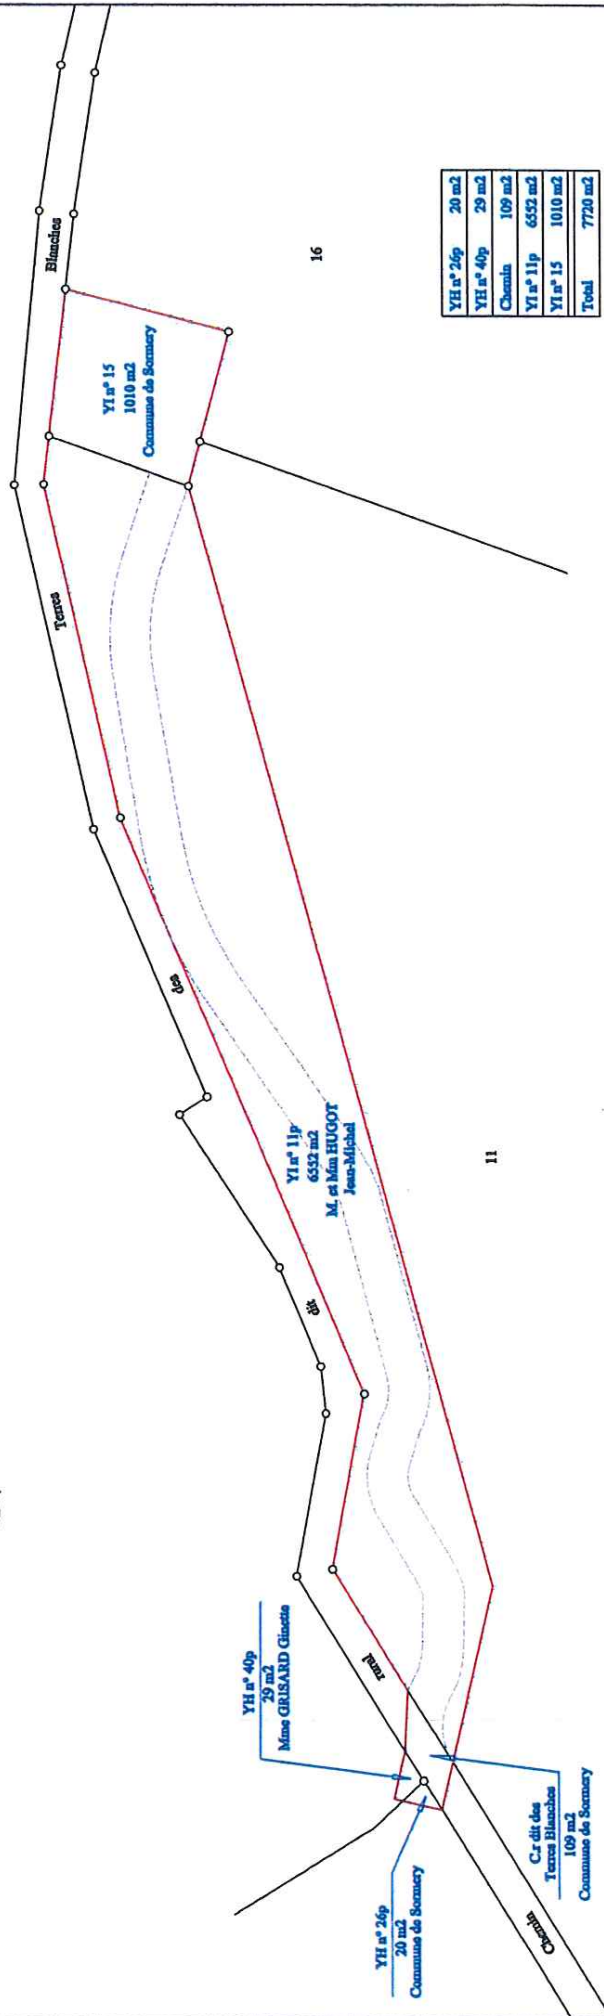 Blanches
YI n° 15
1010 m2
Commune de Sormery
16
YH n° 26p 20 m2
YH n° 40p 29 m2
Chemin 109 m2
YI n° 11p 6552 m2
YI n° 15 1010 m2
Total 7720 m2
Terres
des
YI n° 11p
6552 m2
M. et Mm HUGOT
Jean-Michel
11
dit
YH n° 40p
29 m2
Mme GRISARD Ginette
rural
YH n° 26p
20 m2
Commune de Sormery
C.r dit des
Terres Blanches
109 m2
Commune de Sormery
Chemin